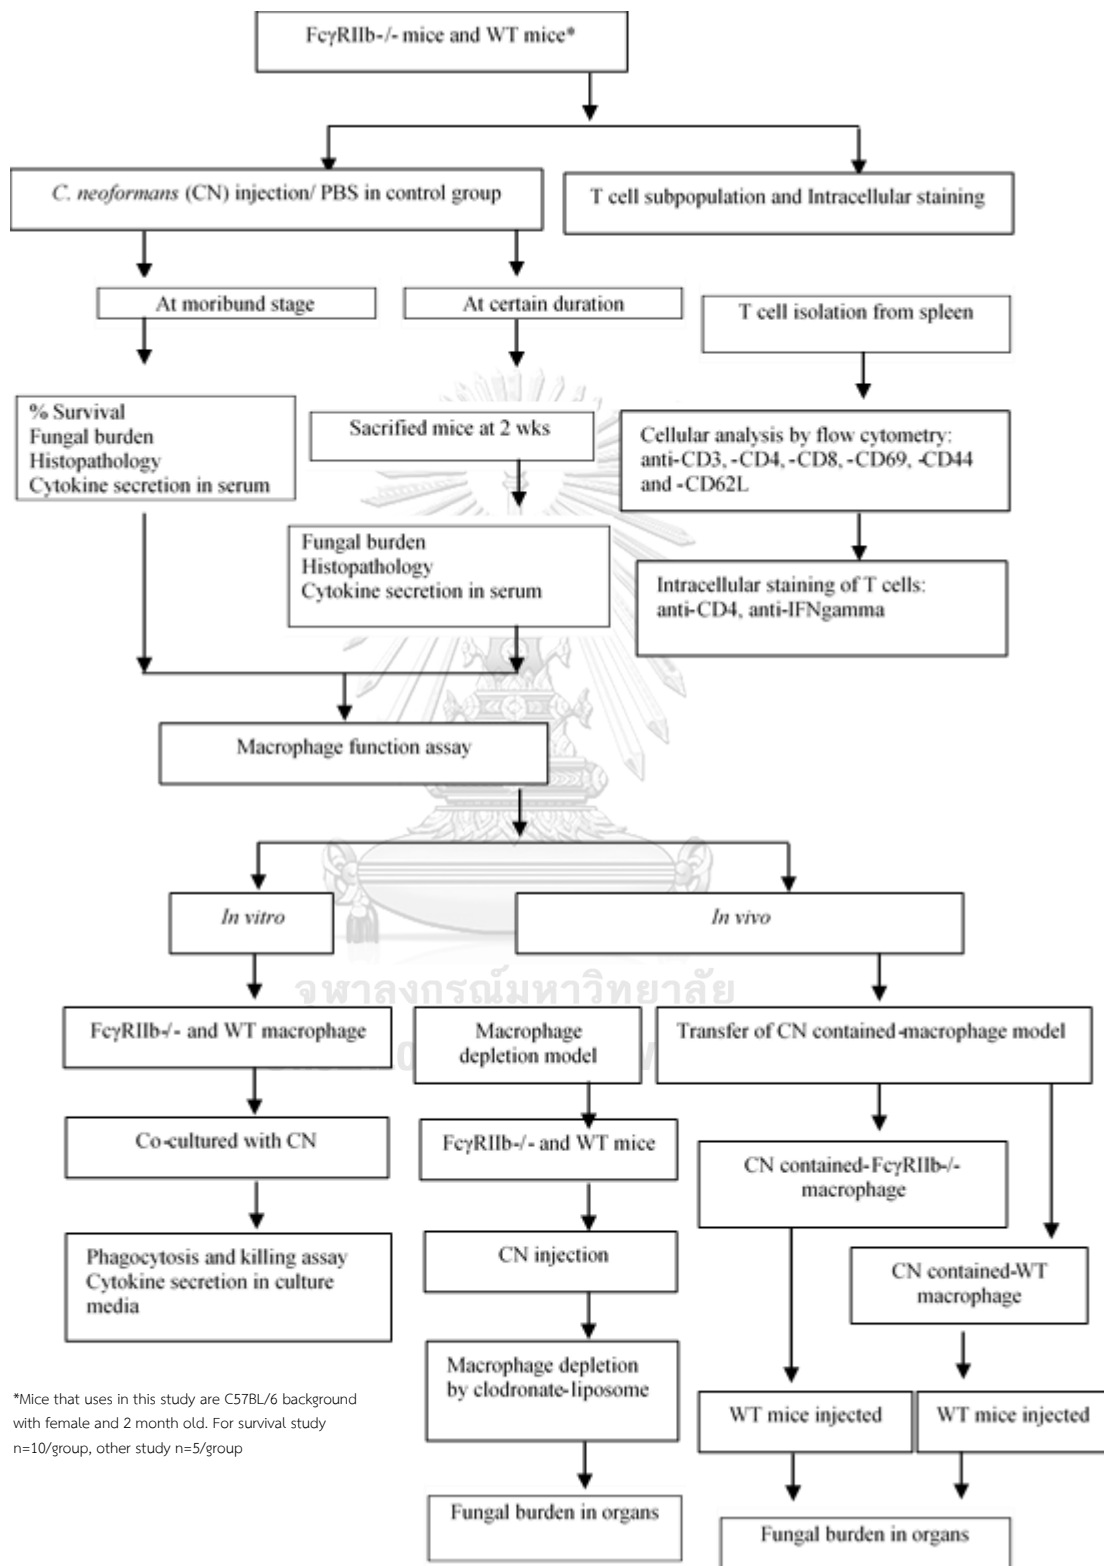 FcγRIIb-/- mice and WT mice*
C. neoformans (CN) injection/ PBS in control group
T cell subpopulation and Intracellular staining
At moribund stage
At certain duration
T cell isolation from spleen
% Survival
Fungal burden
Histopathology
Cytokine secretion in serum
Sacrified mice at 2 wks
Cellular analysis by flow cytometry:
anti-CD3, -CD4, -CD8, -CD69, -CD44
and -CD62L
Fungal burden
Histopathology
Cytokine secretion in serum
Intracellular staining of T cells:
anti-CD4, anti-IFNgamma
Macrophage function assay
In vitro
In vivo
จุฬาลงกรณ์มหาวิทยาลัย
FcγRIIb-/- and WT macrophage
Macrophage
depletion model
Transfer of CN contained-macrophage model
Co-cultured with CN
FcγRIIb-/- and WT mice
CN contained-FcγRIIb-/-
macrophage
Phagocytosis and killing assay
Cytokine secretion in culture
media
CN injection
CN contained-WT
macrophage
Macrophage depletion
by clodronate-liposome
WT mice injected
WT mice injected
*Mice that uses in this study are C57BL/6 background
with female and 2 month old. For survival study
n=10/group, other study n=5/group
Fungal burden in organs
Fungal burden in organs